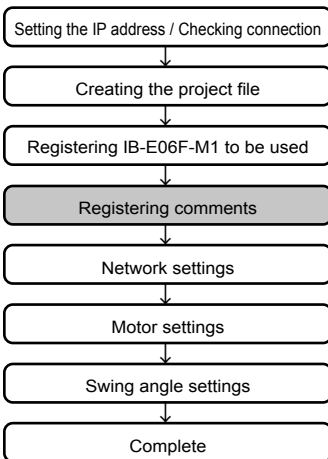 Setting the IP address / Checking connection
Creating the project file
Registering IB-E06F-M1 to be used
Registering comments
Network settings
Motor settings
Swing angle settings
Complete